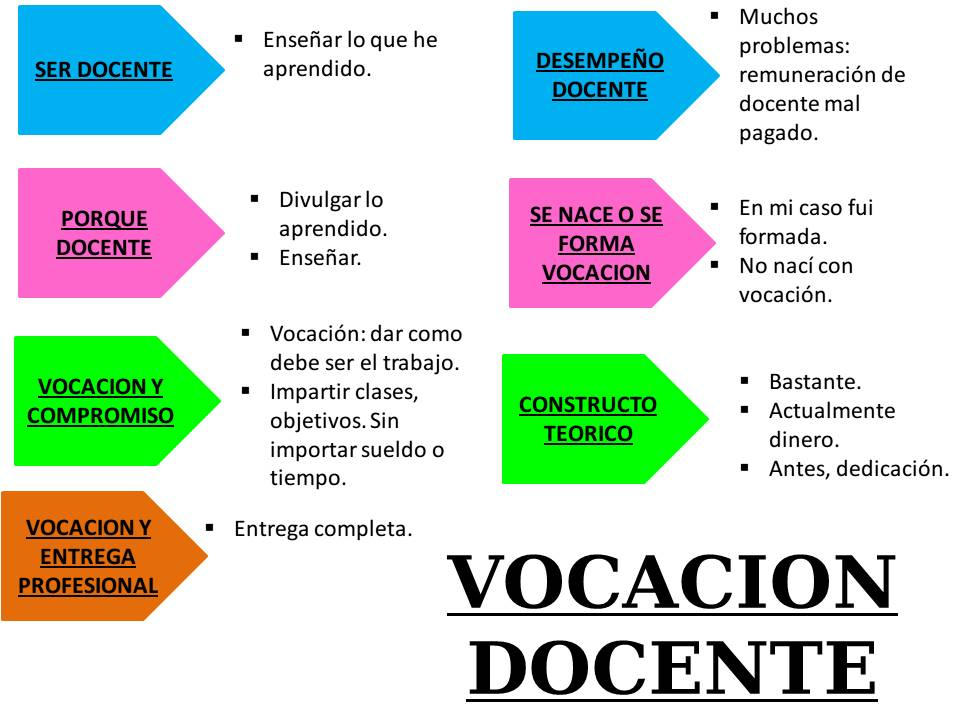 SER DOCENTE
▪ Enseñar lo que he
aprendido.
PORQUE
DOCENTE
▪ Divulgar lo
aprendido.
▪ Enseñar.
VOCACION Y
COMPROMISO
▪ Vocación: dar como
debe ser el trabajo.
▪ Impartir clases,
objetivos. Sin
importar sueldo o
tiempo.
VOCACION Y
ENTREGA
PROFESIONAL
▪ Entrega completa.
DESEMPEÑO
DOCENTE
▪ Muchos
problemas:
remuneración de
docente mal
pagado.
SE NACE O SE
FORMA
VOCACION
▪ En mi caso fui
formada.
▪ No nací con
vocación.
CONSTRUCTO
TEORICO
▪ Bastante.
▪ Actualmente
dinero.
▪ Antes, dedicación.
VOCACION
DOCENTE